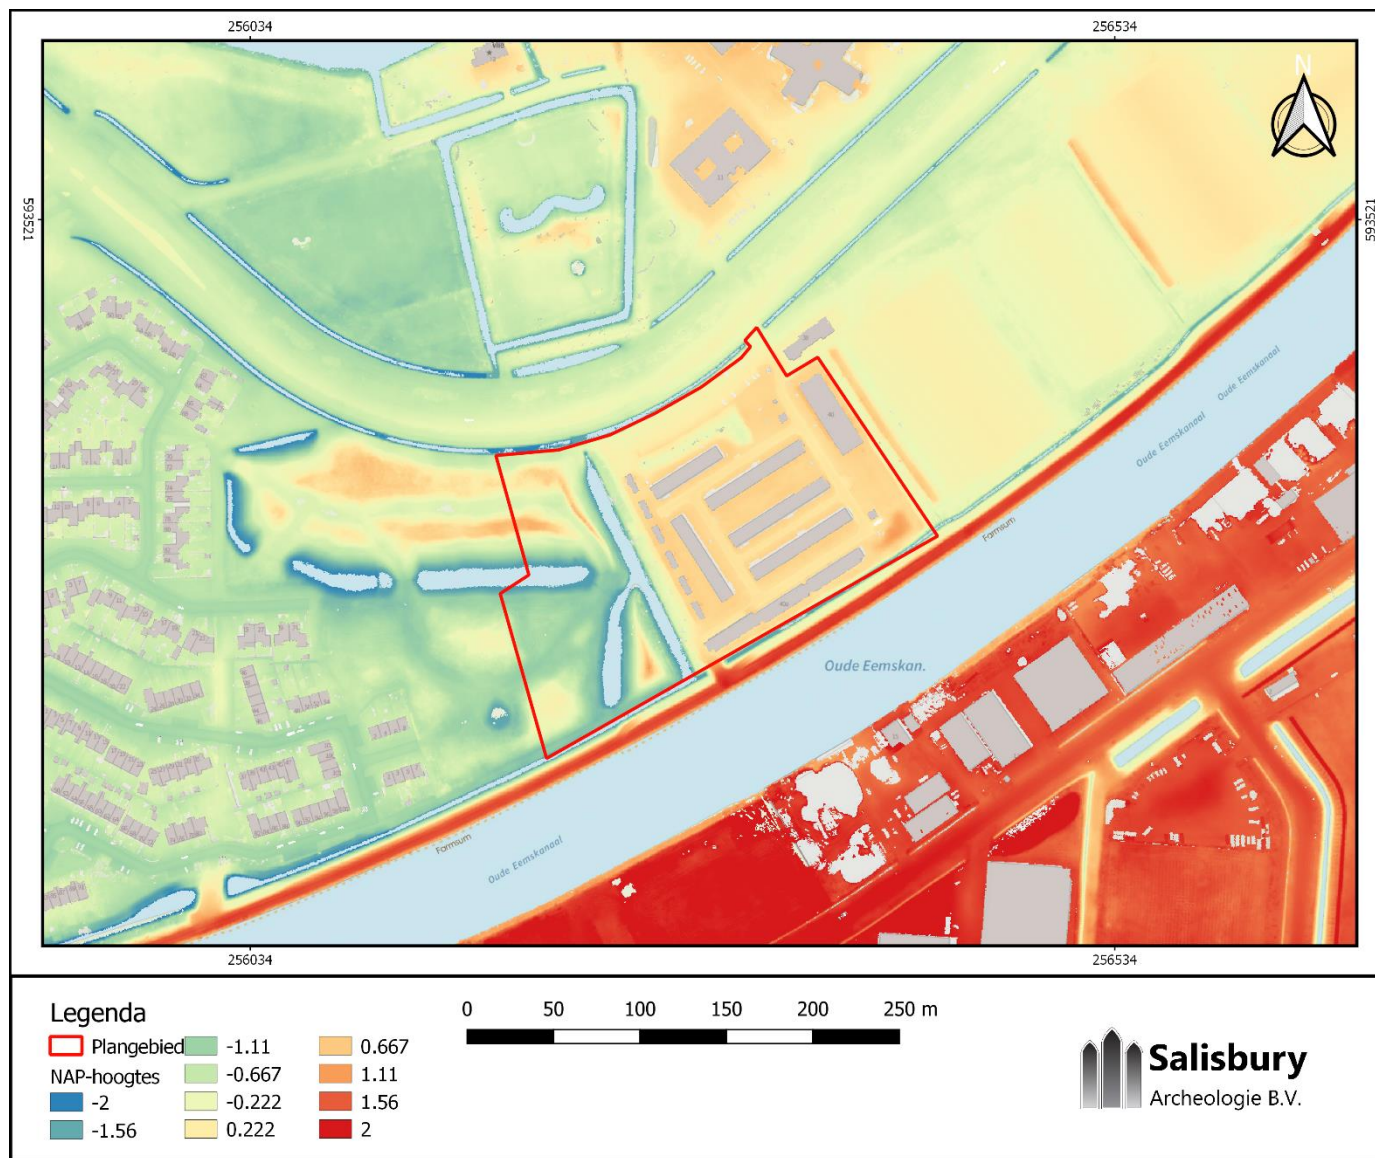 256034 256534
N
593521 593521
Oude Eemskanaal
Oude Eemskanaal
Farmsum
Oude Eemskan.
Farmsum
Oude Eemskanaal
256034 256534
Legenda
Plangebied
NAP-hoogtes
-2
-1.56
-1.11
-0.667
-0.222
0.222
0.667
1.11
1.56
2
0 50 100 150 200 250 m
Salisbury
Archeologie B.V.